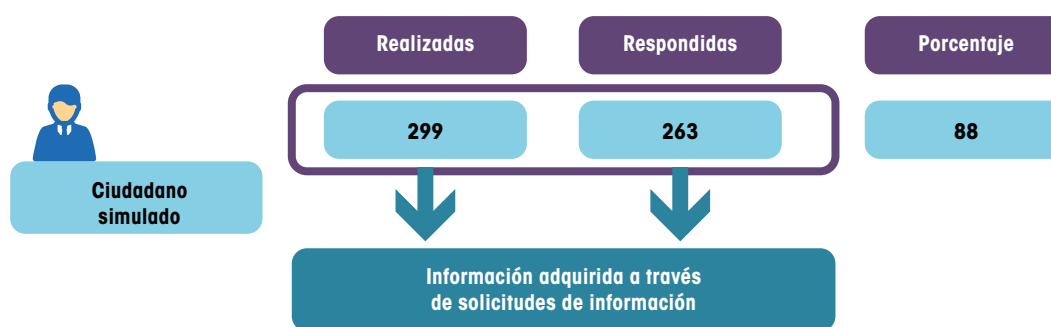 Realizadas
Respondidas
Porcentaje
299
263
88
Ciudadano
simulado
Información adquirida a través
de solicitudes de información